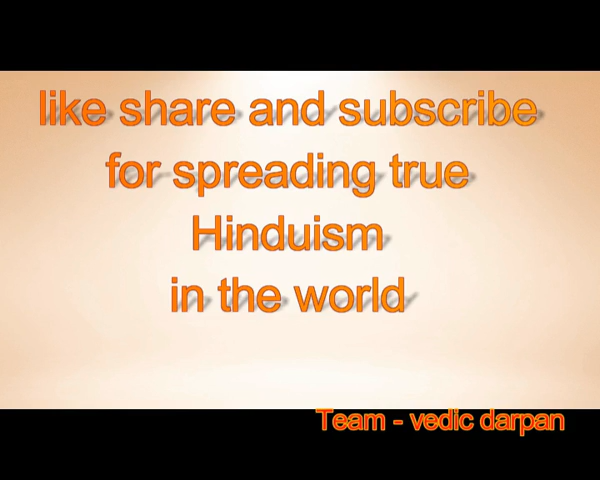 like share and subscribe
for spreading true
Hinduism
in the world
Team - vedic darpan